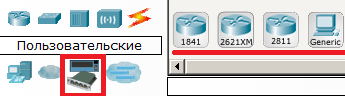 Пользовательские
1841
2621XM
2811
Generic